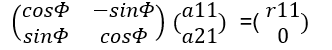 (cosΦ −sinΦ) (a11) =( r11)
(sinΦ cosΦ) (a21) ( 0 )